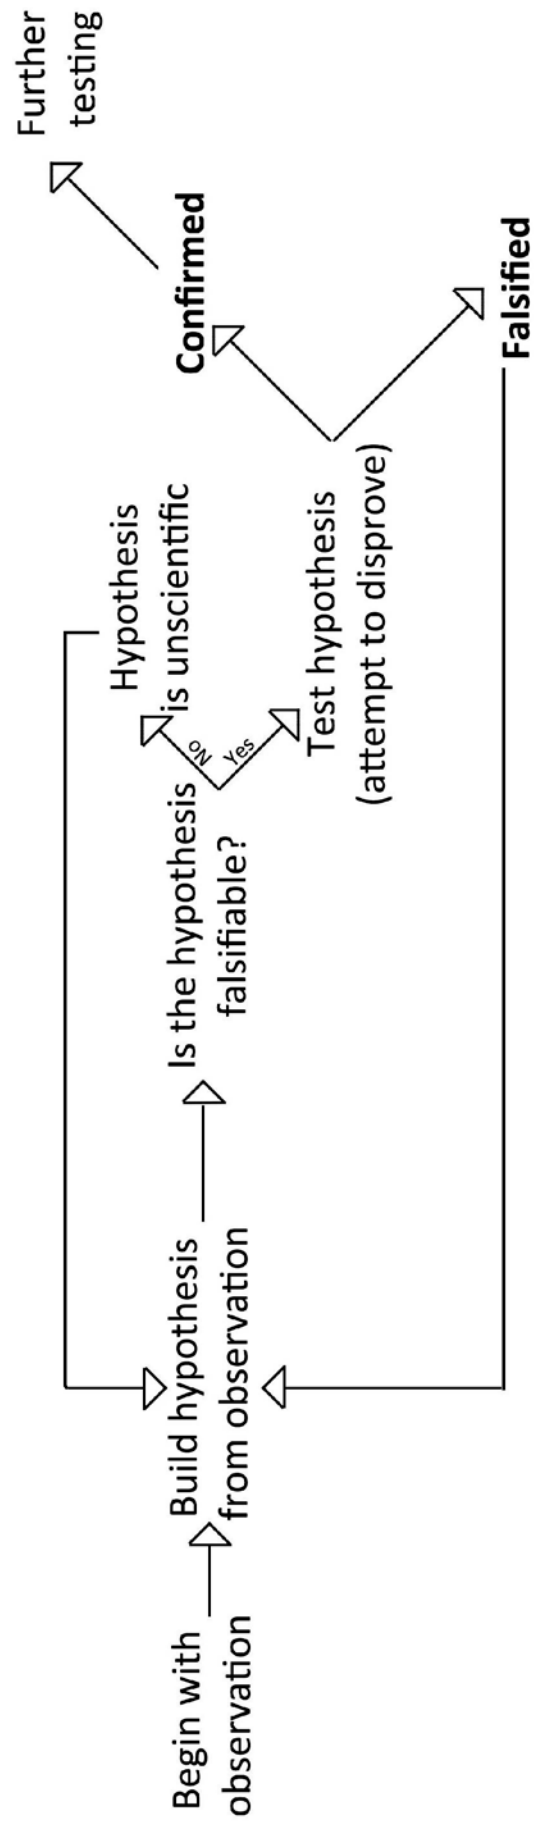 Begin with
observation
Build hypothesis
from observation
Is the hypothesis
falsifiable?
No
Yes
Hypothesis
is unscientific
Test hypothesis
(attempt to disprove)
Confirmed
Falsified
Further
testing